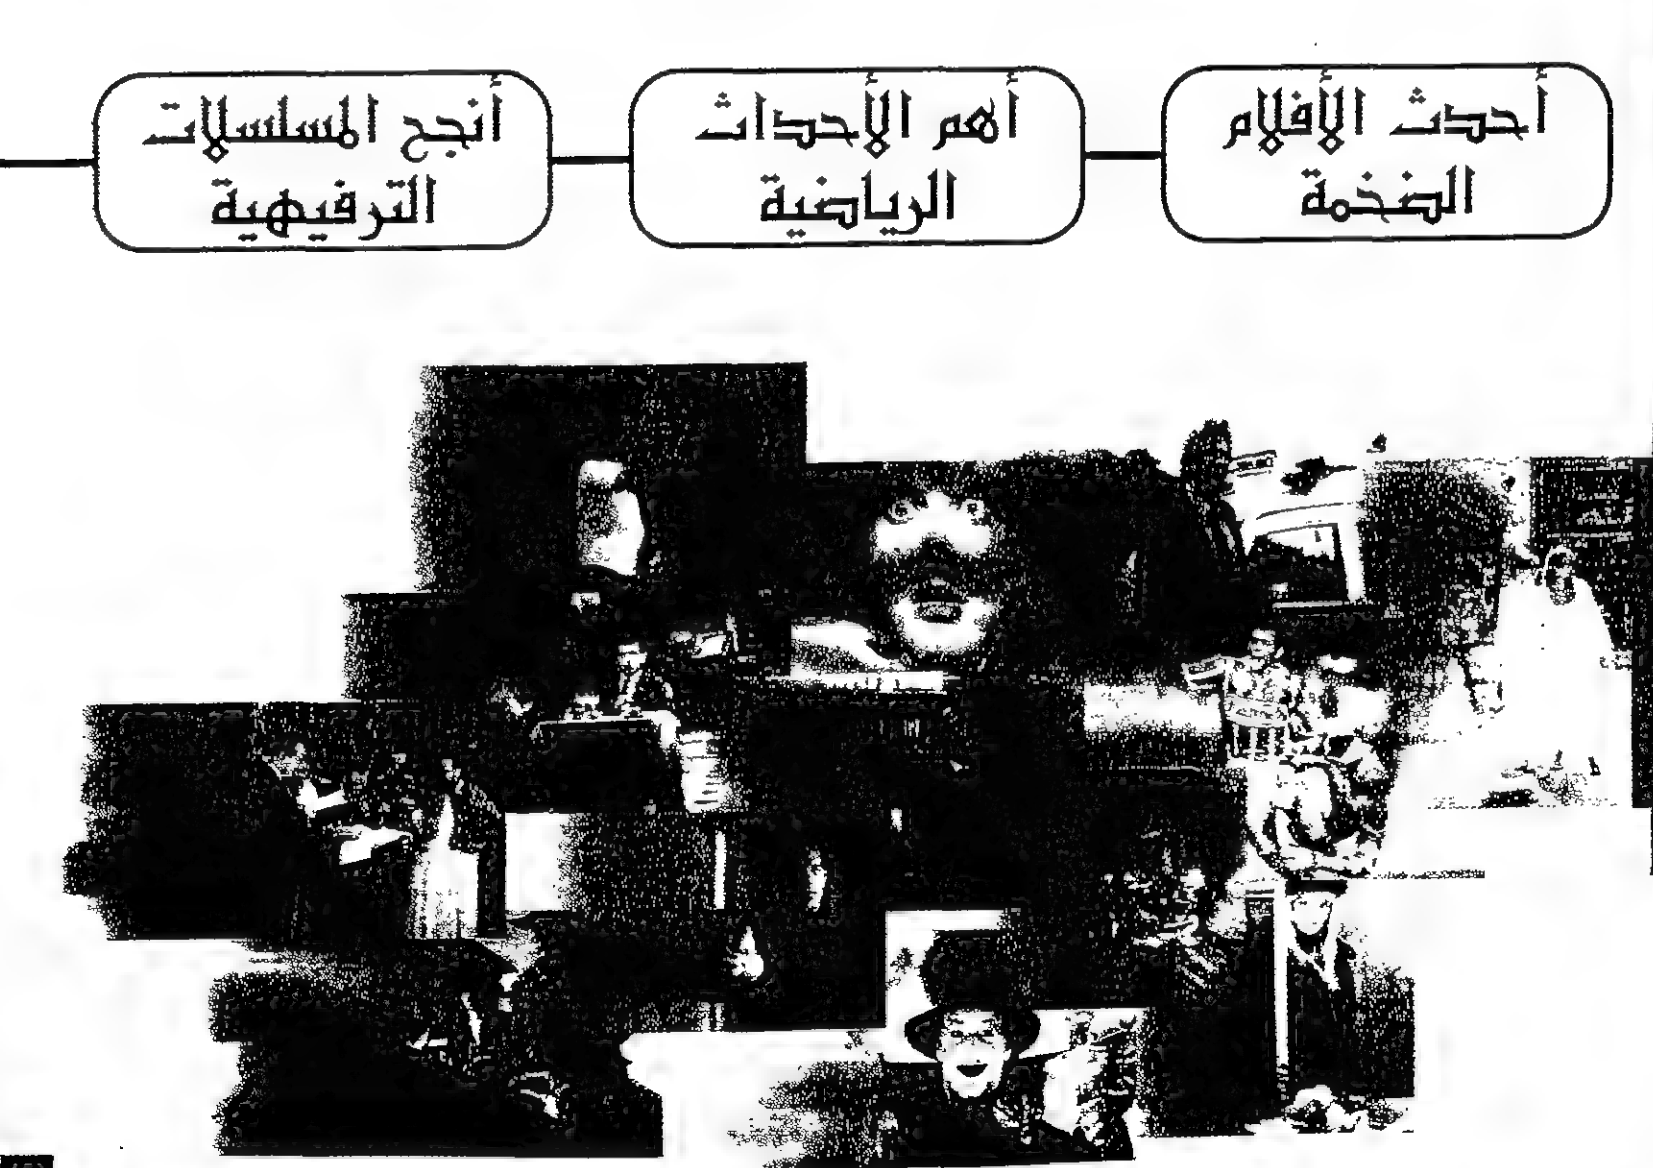 أحدث الأفلام
الضخمة
أهم الأحداث
الرياضية
أنجح المسلسلات
الترفيهية